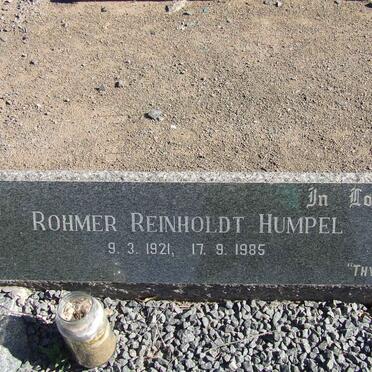 In Lo
ROHMER REINHOLDT HUMPEL
9. 3. 1921, 17. 9. 1985
"THY